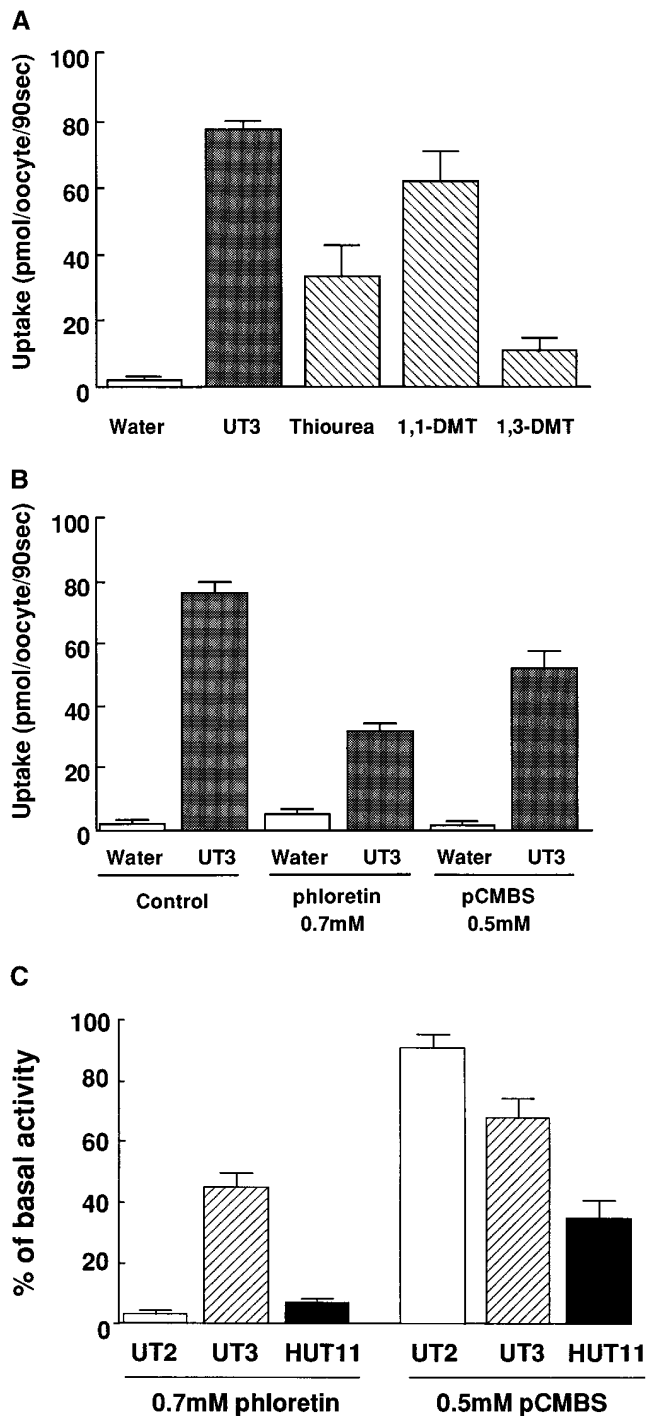 A
Uptake (pmol/oocyte/90sec)
100
80
60
40
20
0
Water UT3 Thiourea 1,1-DMT 1,3-DMT
B
Uptake (pmol/oocyte/90sec)
100
80
60
40
20
0
Water UT3 Water UT3 Water UT3
Control phloretin pCMBS
0.7mM 0.5mM
C
% of basal activity
100
80
60
40
20
0
UT2 UT3 HUT11 UT2 UT3 HUT11
0.7mM phloretin 0.5mM pCMBS